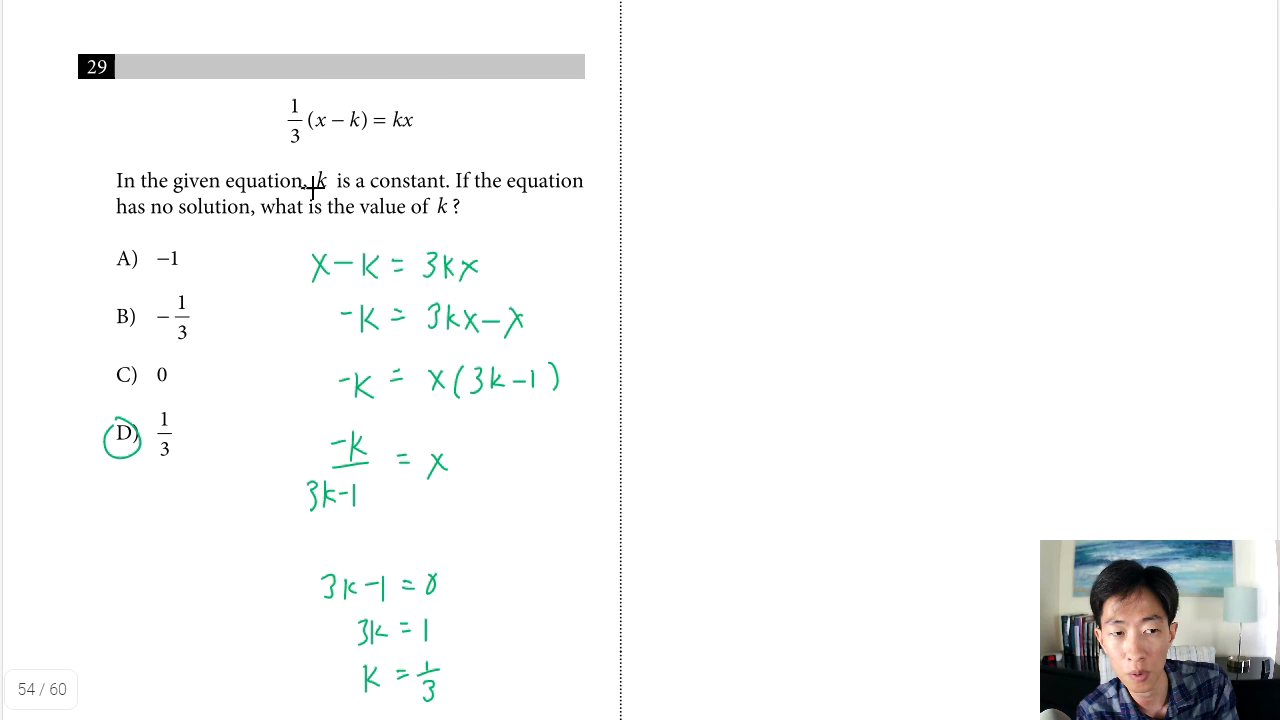 29
1/3 (x − k) = kx
In the given equation, k is a constant. If the equation
has no solution, what is the value of k ?
A) −1
B) − 1/3
C) 0
D) 1/3
x − k = 3kx
-k = 3kx − x
-k = x(3k − 1)
-k/3k-1 = x
3k − 1 = 0
3k = 1
k = 1/3
54 / 60